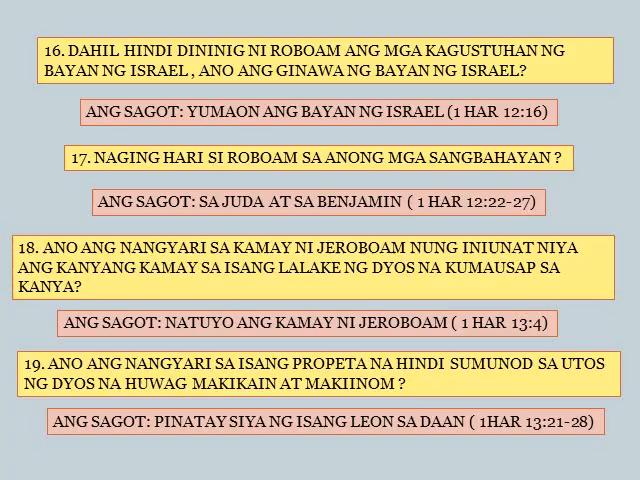 16. DAHIL HINDI DININIG NI ROBOAM ANG MGA KAGUSTUHAN NG
BAYAN NG ISRAEL , ANO ANG GINAWA NG BAYAN NG ISRAEL?
ANG SAGOT: YUMAON ANG BAYAN NG ISRAEL (1 HAR 12:16)
17. NAGING HARI SI ROBOAM SA ANONG MGA SANGBAHAYAN ?
ANG SAGOT: SA JUDA AT SA BENJAMIN ( 1 HAR 12:22-27)
18. ANO ANG NANGYARI SA KAMAY NI JEROBOAM NUNG INIUNAT NIYA
ANG KANYANG KAMAY SA ISANG LALAKE NG DYOS NA KUMAUSAP SA
KANYA?
ANG SAGOT: NATUYO ANG KAMAY NI JEROBOAM ( 1 HAR 13:4)
19. ANO ANG NANGYARI SA ISANG PROPETA NA HINDI SUMUNOD SA UTOS
NG DYOS NA HUWAG MAKIKAIN AT MAKIINOM ?
ANG SAGOT: PINATAY SIYA NG ISANG LEON SA DAAN ( 1HAR 13:21-28)